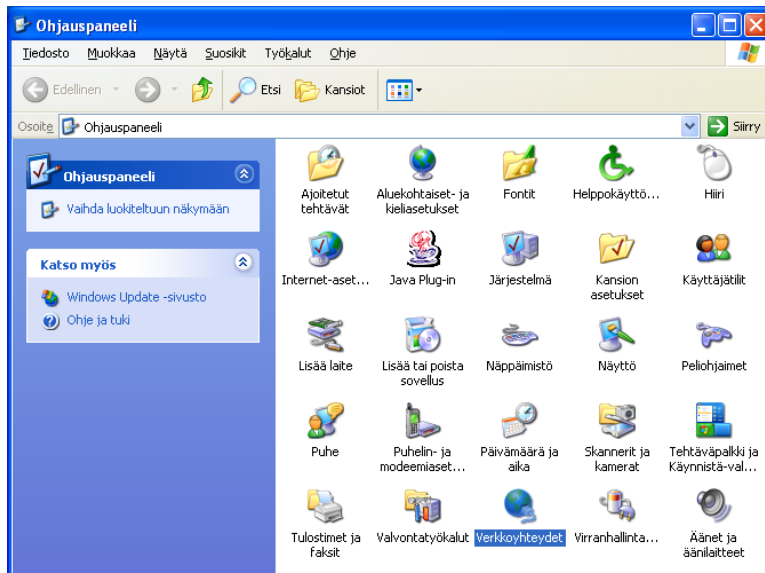 Ohjauspaneeli
Tiedosto Muokkaa Näytä Suosikit Työkalut Ohje
Edellinen Etsi Kansiot
Osoite Ohjauspaneeli Siirry
Ohjauspaneeli
Vaihda luokiteltuun näkymään
Katso myös
Windows Update -sivusto
Ohje ja tuki
Ajoitetut
tehtävät
Aluekohtaiset- ja
kieliasetukset
Fontit
Helppokäyttö...
Hiiri
Internet-aset...
Java Plug-in
Järjestelmä
Kansion
asetukset
Käyttäjätilit
Lisää laite
Lisää tai poista
sovellus
Näppäimistö
Näyttö
Peliohjaimet
Puhe
Puhelin- ja
modeemiaset...
Päivämäärä ja
aika
Skannerit ja
kamerat
Tehtäväpalkki ja
Käynnistä-val...
Tulostimet ja
faksit
Valvontatyökalut
Verkkoyhteydet
Virranhallinta...
Äänet ja
äänilaitteet